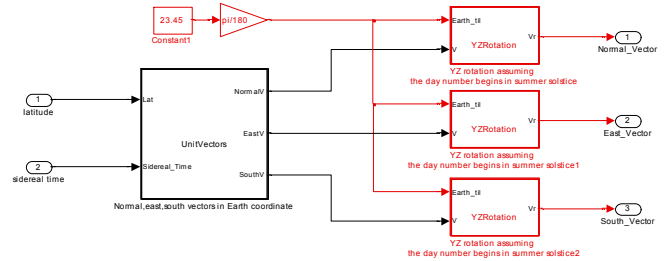 23.45
Constant1
pi/180
Earth_til
V
YZRotation
Vr
1
Normal_Vector
YZ rotation assuming
the day number begins in summer solstice
1
latitude
2
sidereal time
Lat
Sidereal_Time
UnitVectors
NormalV
EastV
SouthV
Normal,east,south vectors in Earth coordinate
Earth_til
V
YZRotation
Vr
2
East_Vector
YZ rotation assuming
the day number begins in summer solstice1
Earth_til
V
YZRotation
Vr
3
South_Vector
YZ rotation assuming
the day number begins in summer solstice2